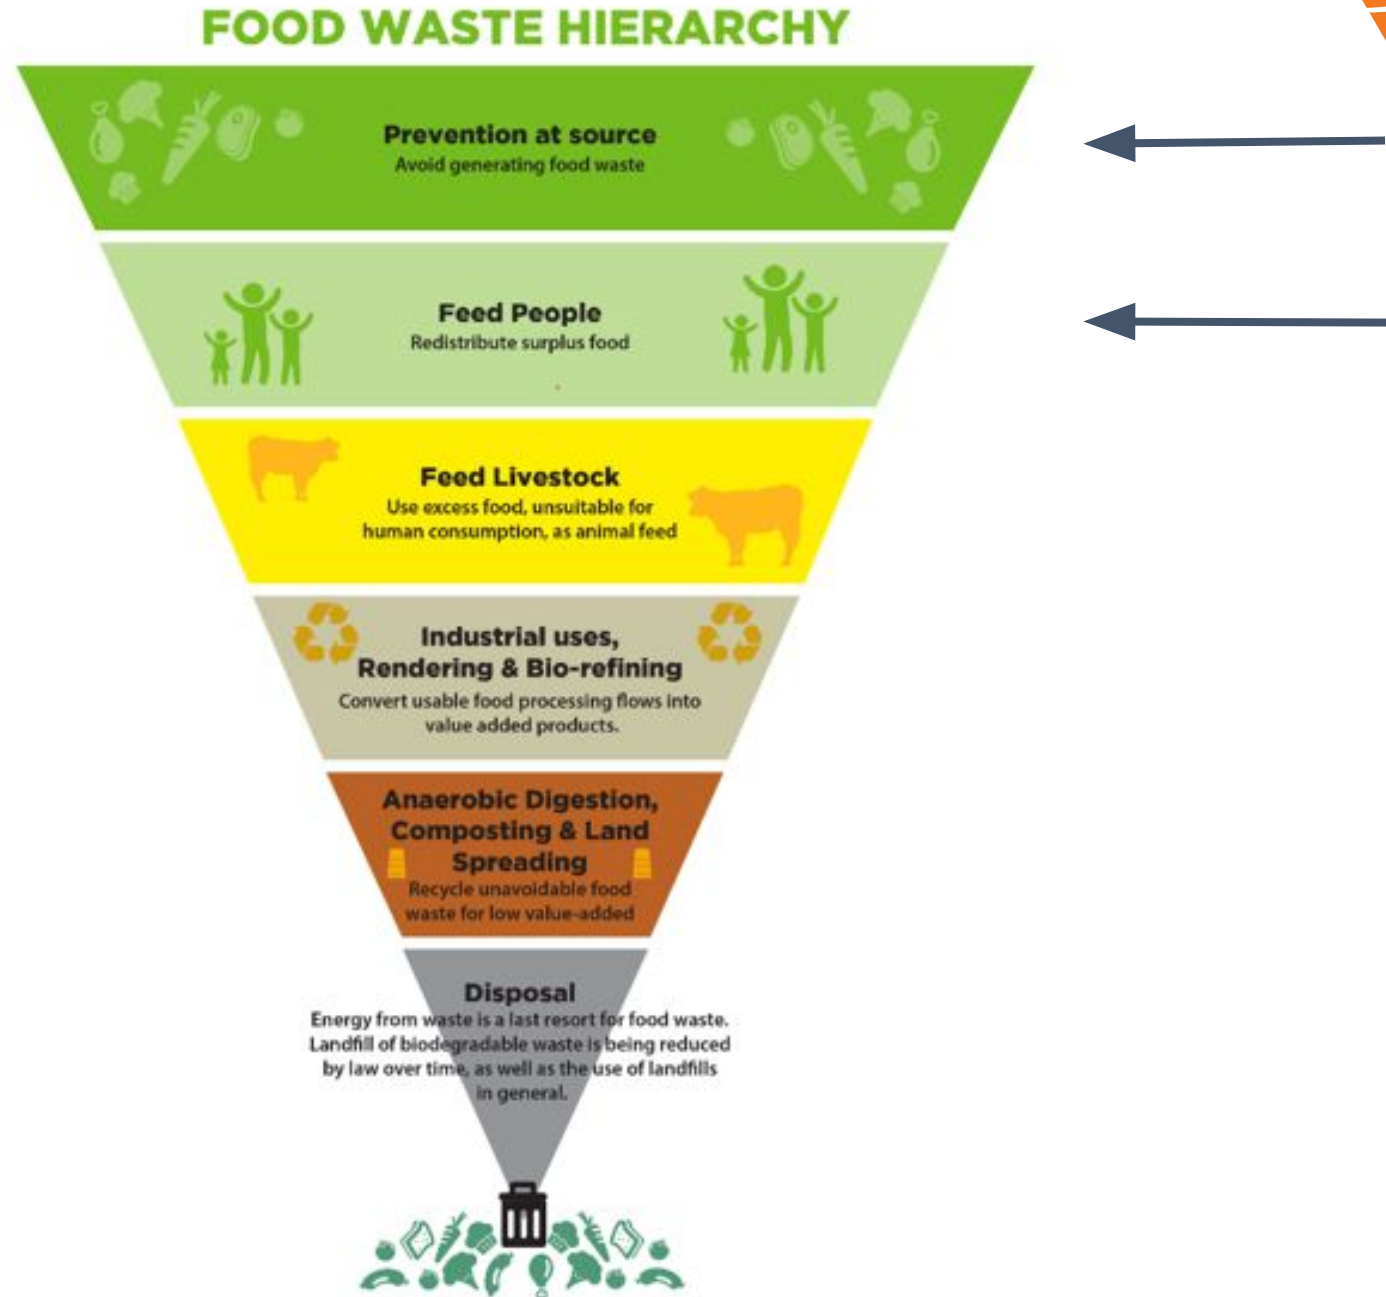 FOOD WASTE HIERARCHY
Prevention at source
Avoid generating food waste
Feed People
Redistribute surplus food
Feed Livestock
Use excess food, unsuitable for
human consumption, as animal feed
Industrial uses,
Rendering & Bio-refining
Convert usable food processing flows into
value added products.
Anaerobic Digestion,
Composting & Land
Spreading
Recycle unavoidable food
waste for low value-added
Disposal
Energy from waste is a last resort for food waste.
Landfill of biodegradable waste is being reduced
by law over time, as well as the use of landfills
in general.